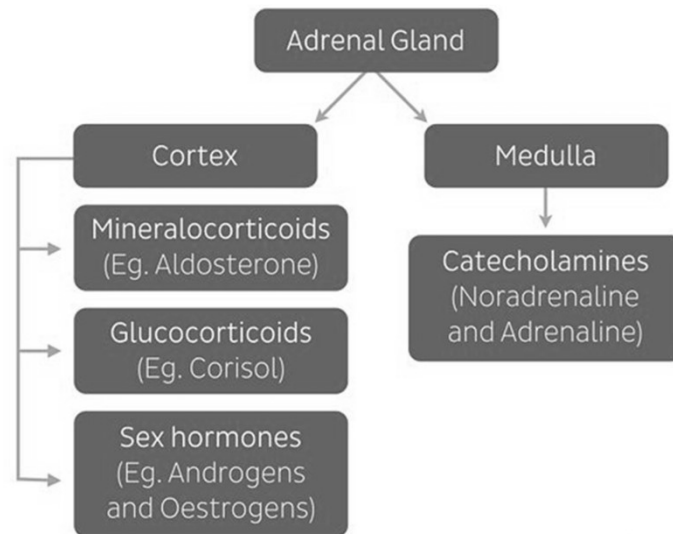 Adrenal Gland
Cortex
Medulla
Mineralocorticoids
(Eg. Aldosterone)
Glucocorticoids
(Eg. Corisol)
Sex hormones
(Eg. Androgens
and Oestrogens)
Catecholamines
(Noradrenaline
and Adrenaline)